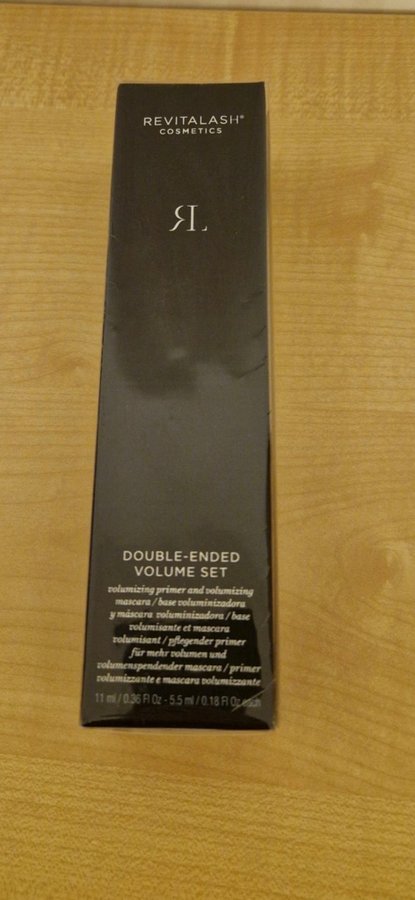 REVITALASH®
COSMETICS
RL
DOUBLE-ENDED
VOLUME SET
volumizing primer and volumizing
mascara / base voluminizadora
y máscara voluminizadora / base
volumisante et mascara
volumisant / pflegender primer
für mehr volumen und
volumenspendender mascara / primer
volumizzante e mascara volumizzante
11 ml / 0.36 Fl Oz - 5.5 ml / 0.18 Fl Oz each